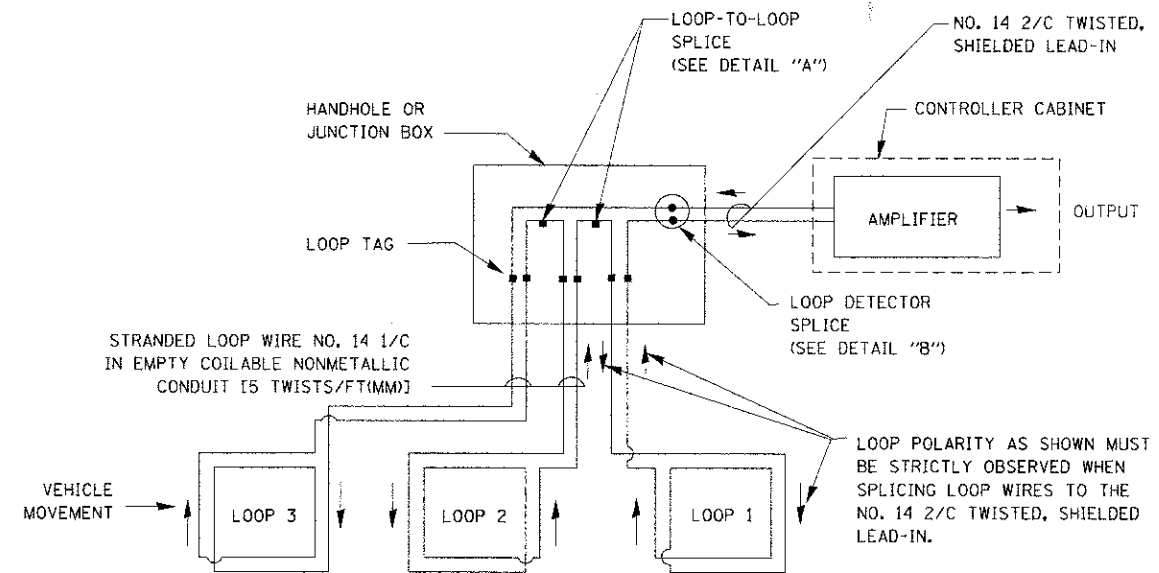 LOOP-TO-LOOP
SPLICE
(SEE DETAIL "A")
NO. 14 2/C TWISTED,
SHIELDED LEAD-IN
HANDHOLE OR
JUNCTION BOX
CONTROLLER CABINET
AMPLIFIER
OUTPUT
LOOP TAG
LOOP DETECTOR
SPLICE
(SEE DETAIL "B")
STRANDED LOOP WIRE NO. 14 1/C
IN EMPTY COILABLE NONMETALLIC
CONDUIT [5 TWISTS/FT(MM)]
LOOP POLARITY AS SHOWN MUST
BE STRICTLY OBSERVED WHEN
SPLICING LOOP WIRES TO THE
NO. 14 2/C TWISTED, SHIELDED
LEAD-IN.
VEHICLE
MOVEMENT
LOOP 3
LOOP 2
LOOP 1